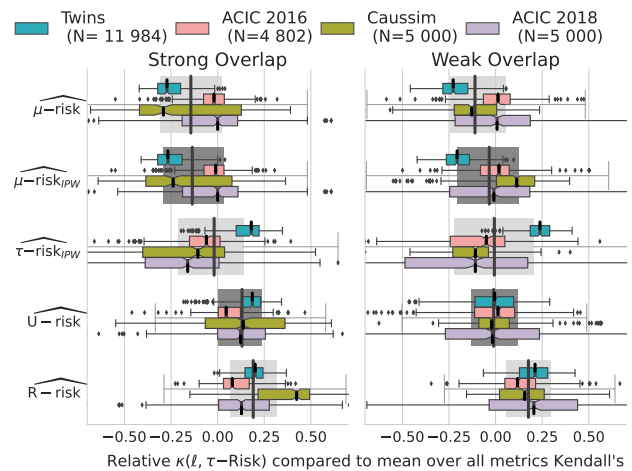 Twins ACIC 2016 Caussim ACIC 2018
(N= 11 984) (N=4 802) (N=5 000) (N=5 000)
Strong Overlap Weak Overlap
μ−risk
μ−risk_IPW
τ−risk_IPW
U−risk
R−risk
−0.50 −0.25 0.00 0.25 0.50 −0.50 −0.25 0.00 0.25 0.50
Relative κ(ℓ, τ−Risk) compared to mean over all metrics Kendall's